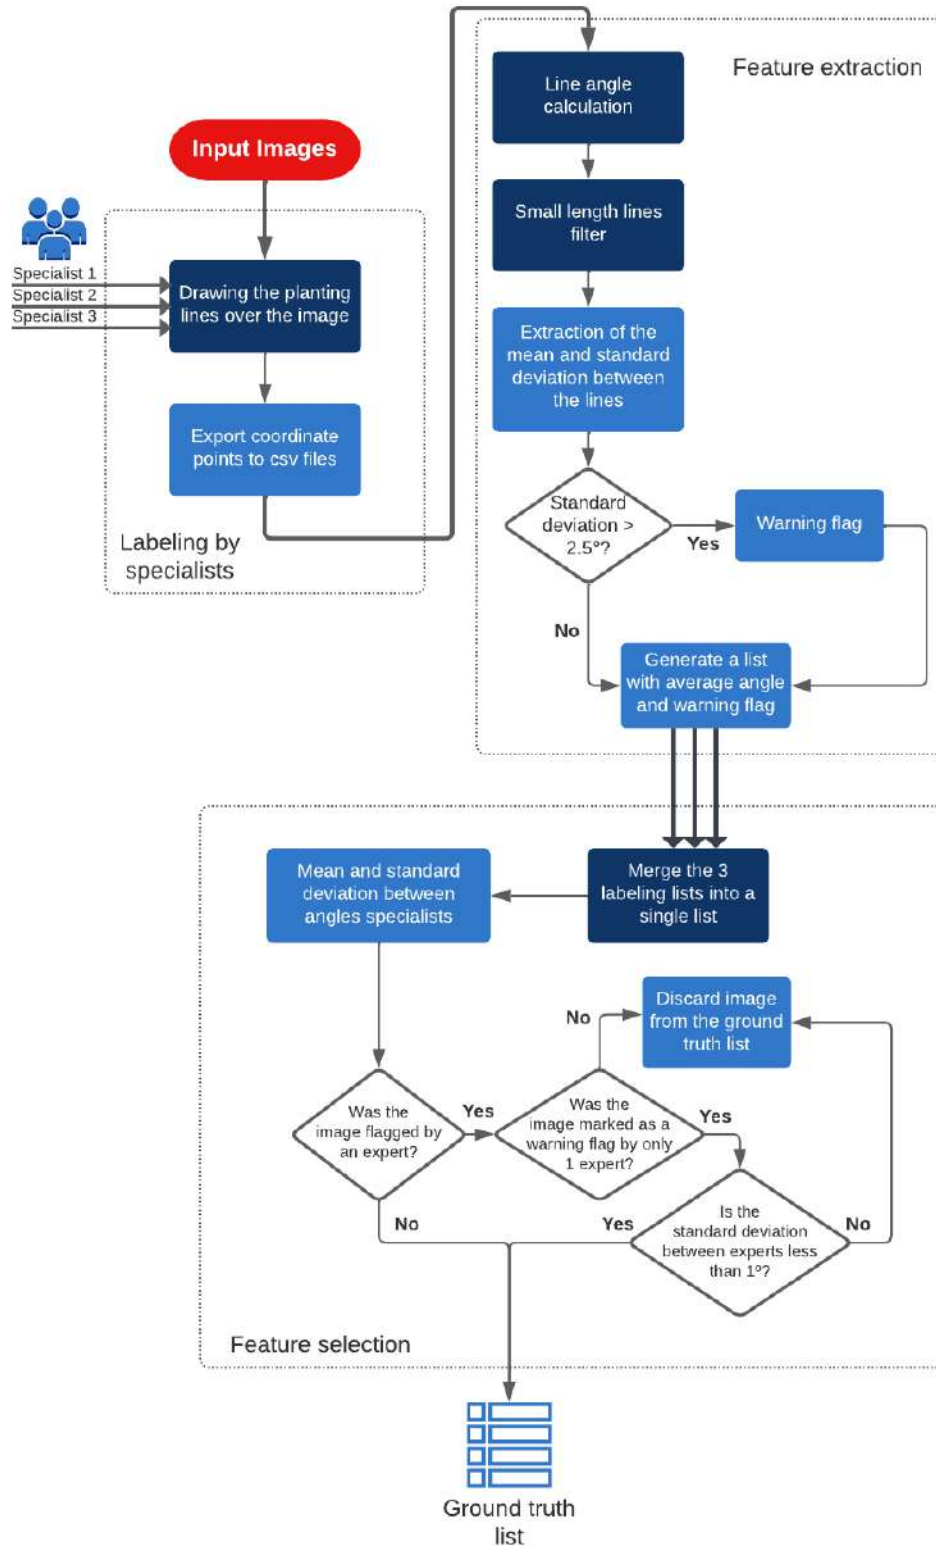 Feature extraction
Line angle
calculation
Input Images
Small length lines
filter
Specialist 1
Specialist 2
Specialist 3
Drawing the planting
lines over the image
Extraction of the
mean and standard
deviation between
the lines
Export coordinate
points to csv files
Labeling by
specialists
Standard
deviation >
2.5°?
Yes
Warning flag
No
Generate a list
with average angle
and warning flag
Mean and standard
deviation between
angles specialists
Merge the 3
labeling lists into a
single list
Discard image
from the ground
truth list
No
Was the
image flagged by
an expert?
Yes
Was the
image marked as a
warning flag by only
1 expert?
Yes
No
Yes
Is the
standard deviation
between experts less
than 1º?
No
Feature selection
Ground truth
list